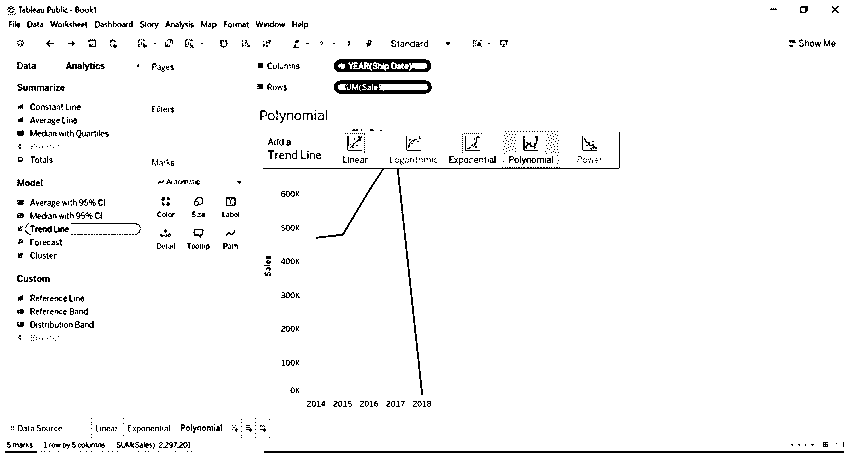 Tableau Public - Book1
File Data Worksheet Dashboard Story Analysis Map Format Window Help
Standard
Show Me
Data Analytics
Pages
Columns YEAR(Ship Date)
Rows SUM(Sales)
Summarize
Constant Line
Average Line
Median with Quartiles
Totals
Filters
Marks
Automatic
Color Size Label
Detail Tooltip Path
Model
Average with 95% CI
Median with 95% CI
Trend Line
Forecast
Cluster
Custom
Reference Line
Reference Band
Distribution Band
Polynomial
Add a
Trend Line
Linear Logarithmic Exponential Polynomial Power
600K
500K
400K
300K
200K
100K
0K
Sales
2014 2015 2016 2017 2018
Data Source Linear Exponential Polynomial
5 marks 1 row by 5 columns SUM(Sales) 2,297,201